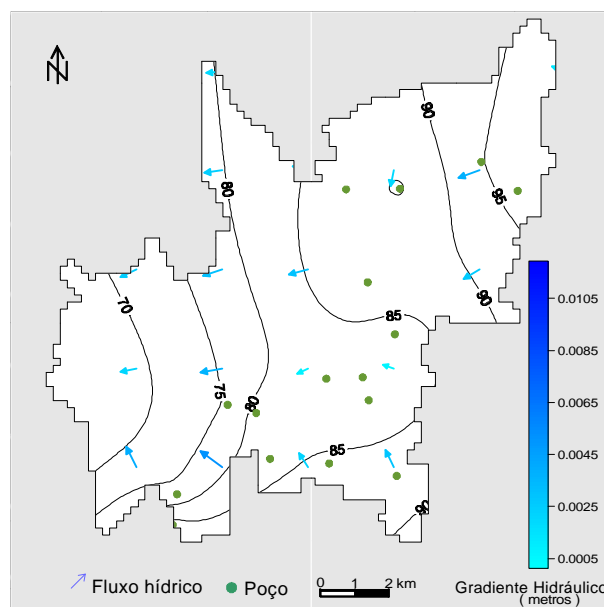 N
90
95
80
90
70
85
75
80
85
90
0.0105
0.0085
0.0065
0.0045
0.0025
0.0005
Fluxo hídrico
Poço
0 1 2 km
Gradiente Hidráulico
( metros )